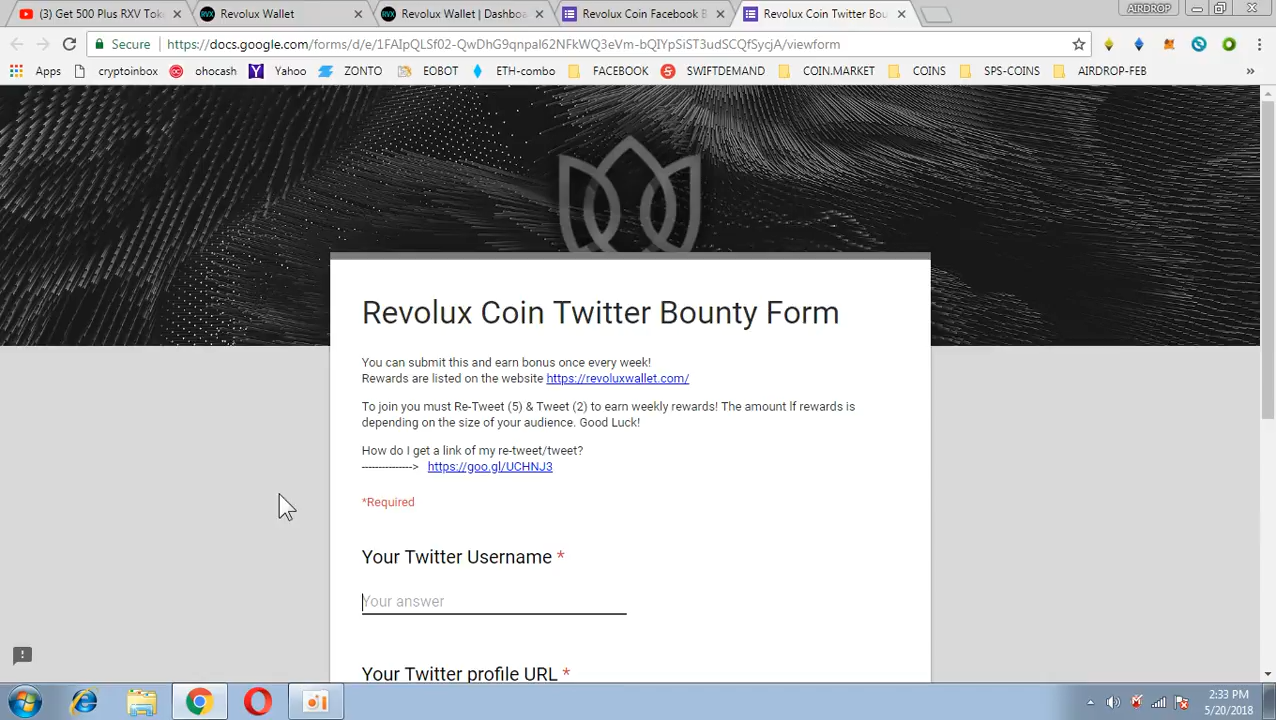 (3) Get 500 Plus RXV Tok
Revolux Wallet
Revolux Wallet | Dashbo
Revolux Coin Facebook B
Revolux Coin Twitter Bou
AIRDROP
Secure
https://docs.google.com/forms/d/e/1FAIpQLSf02-QwDhG9qnpaI62NFkWQ3eVm-bQIYpSiST3udSCQfSycjA/viewform
Apps
cryptoinbox
ohocash
Yahoo
ZONTO
EOBOT
ETH-combo
FACEBOOK
SWIFTDEMAND
COIN.MARKET
COINS
SPS-COINS
AIRDROP-FEB
»
Revolux Coin Twitter Bounty Form
You can submit this and earn bonus once every week!
Rewards are listed on the website https://revoluxwallet.com/
To join you must Re-Tweet (5) & Tweet (2) to earn weekly rewards! The amount lf rewards is
depending on the size of your audience. Good Luck!
How do I get a link of my re-tweet/tweet?
--------------> https://goo.gl/UCHNJ3
*Required
Your Twitter Username *
Your answer
Your Twitter profile URL *
2:33 PM
5/20/2018